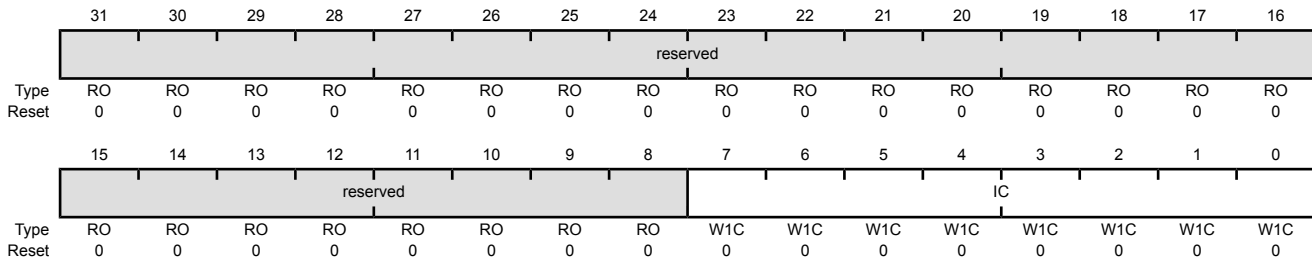 31 30 29 28 27 26 25 24 23 22 21 20 19 18 17 16
reserved
Type RO RO RO RO RO RO RO RO RO RO RO RO RO RO RO RO
Reset 0 0 0 0 0 0 0 0 0 0 0 0 0 0 0 0
15 14 13 12 11 10 9 8 7 6 5 4 3 2 1 0
reserved IC
Type RO RO RO RO RO RO RO RO W1C W1C W1C W1C W1C W1C W1C W1C
Reset 0 0 0 0 0 0 0 0 0 0 0 0 0 0 0 0